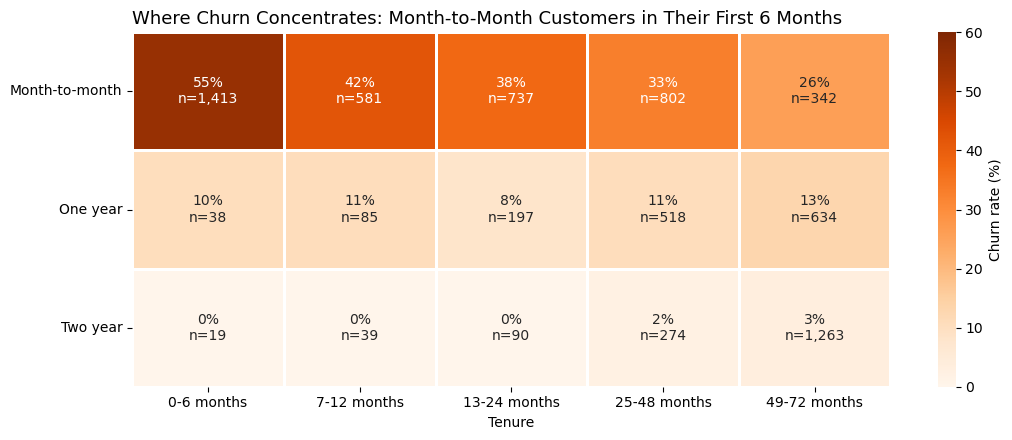 Where Churn Concentrates: Month-to-Month Customers in Their First 6 Months
Month-to-month
55%
n=1,413
42%
n=581
38%
n=737
33%
n=802
26%
n=342
One year
10%
n=38
11%
n=85
8%
n=197
11%
n=518
13%
n=634
Two year
0%
n=19
0%
n=39
0%
n=90
2%
n=274
3%
n=1,263
0-6 months
7-12 months
13-24 months
25-48 months
49-72 months
Tenure
60
50
40
30
20
10
0
Churn rate (%)